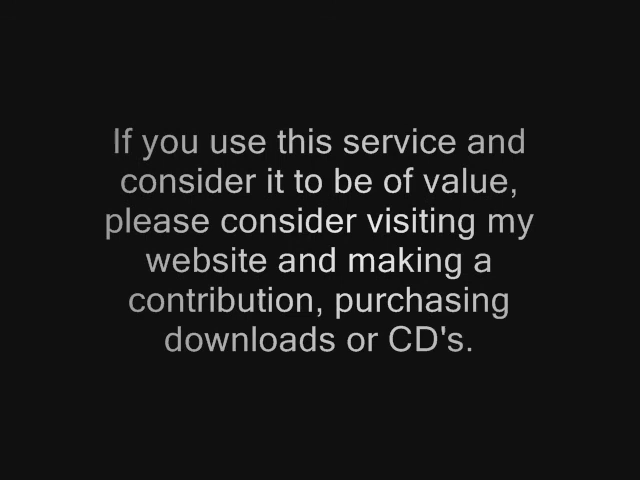 If you use this service and
consider it to be of value,
please consider visiting my
website and making a
contribution, purchasing
downloads or CD's.